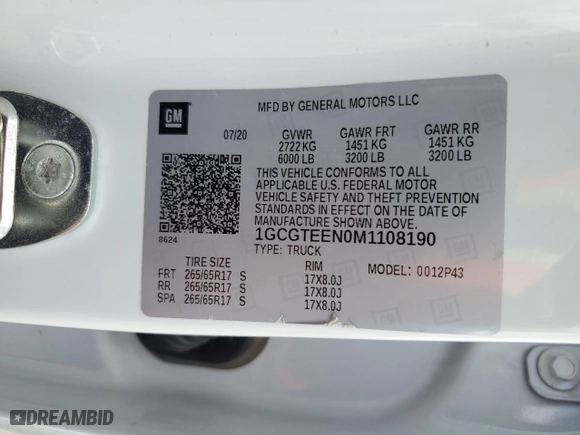 GM
MFD BY GENERAL MOTORS LLC
07/20 GVWR GAWR FRT GAWR RR
2722 KG 1451 KG 1451 KG
6000 LB 3200 LB 3200 LB
THIS VEHICLE CONFORMS TO ALL
APPLICABLE U.S. FEDERAL MOTOR
VEHICLE SAFETY AND THEFT PREVENTION
STANDARDS IN EFFECT ON THE DATE OF
MANUFACTURE SHOWN ABOVE.
8624 1GCGTEEN0M1108190
TYPE: TRUCK
TIRE SIZE RIM MODEL: 0012P43
FRT 265/65R17 S 17X8.0J
RR 265/65R17 S 17X8.0J
SPA 265/65R17 S 17X8.0J
DREAMBID